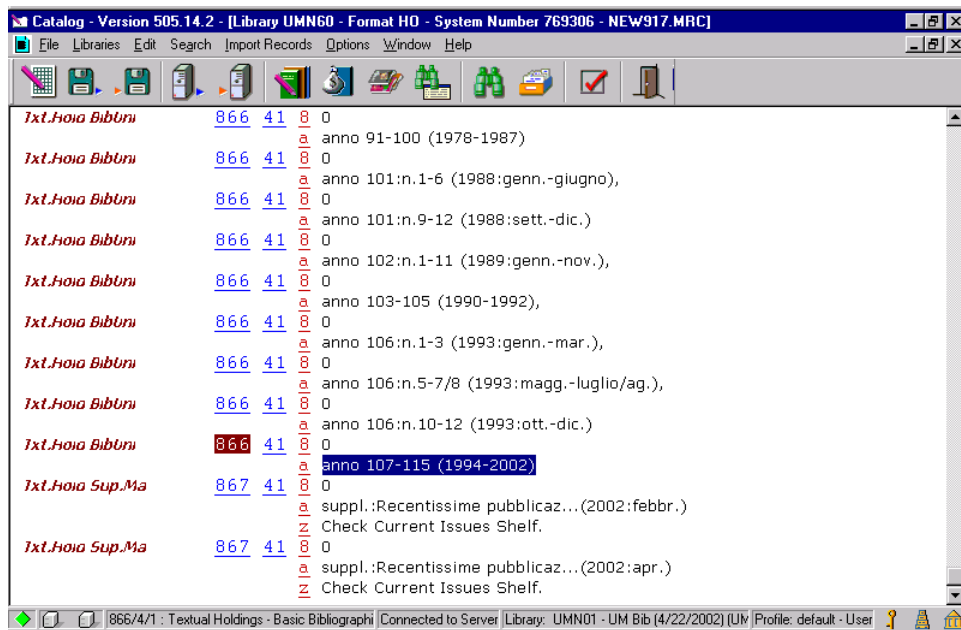 Catalog - Version 505.14.2 - [Library UMN60 - Format HO - System Number 769306 - NEW917.MRC]
File Libraries Edit Search Import Records Options Window Help
Txt.Hold BibUni 866 41 8 0
a anno 91-100 (1978-1987)
Txt.Hold BibUni 866 41 8 0
a anno 101:n.1-6 (1988:genn.-giugno),
Txt.Hold BibUni 866 41 8 0
a anno 101:n.9-12 (1988:sett.-dic.)
Txt.Hold BibUni 866 41 8 0
a anno 102:n.1-11 (1989:genn.-nov.),
Txt.Hold BibUni 866 41 8 0
a anno 103-105 (1990-1992),
Txt.Hold BibUni 866 41 8 0
a anno 106:n.1-3 (1993:genn.-mar.),
Txt.Hold BibUni 866 41 8 0
a anno 106:n.5-7/8 (1993:magg.-luglio/ag.),
Txt.Hold BibUni 866 41 8 0
a anno 106:n.10-12 (1993:ott.-dic.)
Txt.Hold BibUni 866 41 8 0
a anno 107-115 (1994-2002)
Txt.Hold Sup.Ma 867 41 8 0
a suppl.:Recentissime pubblicaz...(2002:febbr.)
z Check Current Issues Shelf.
Txt.Hold Sup.Ma 867 41 8 0
a suppl.:Recentissime pubblicaz...(2002:apr.)
z Check Current Issues Shelf.
866/4/1 : Textual Holdings - Basic Bibliographi Connected to Server Library: UMN01 - UM Bib (4/22/2002) (UM Profile: default - User